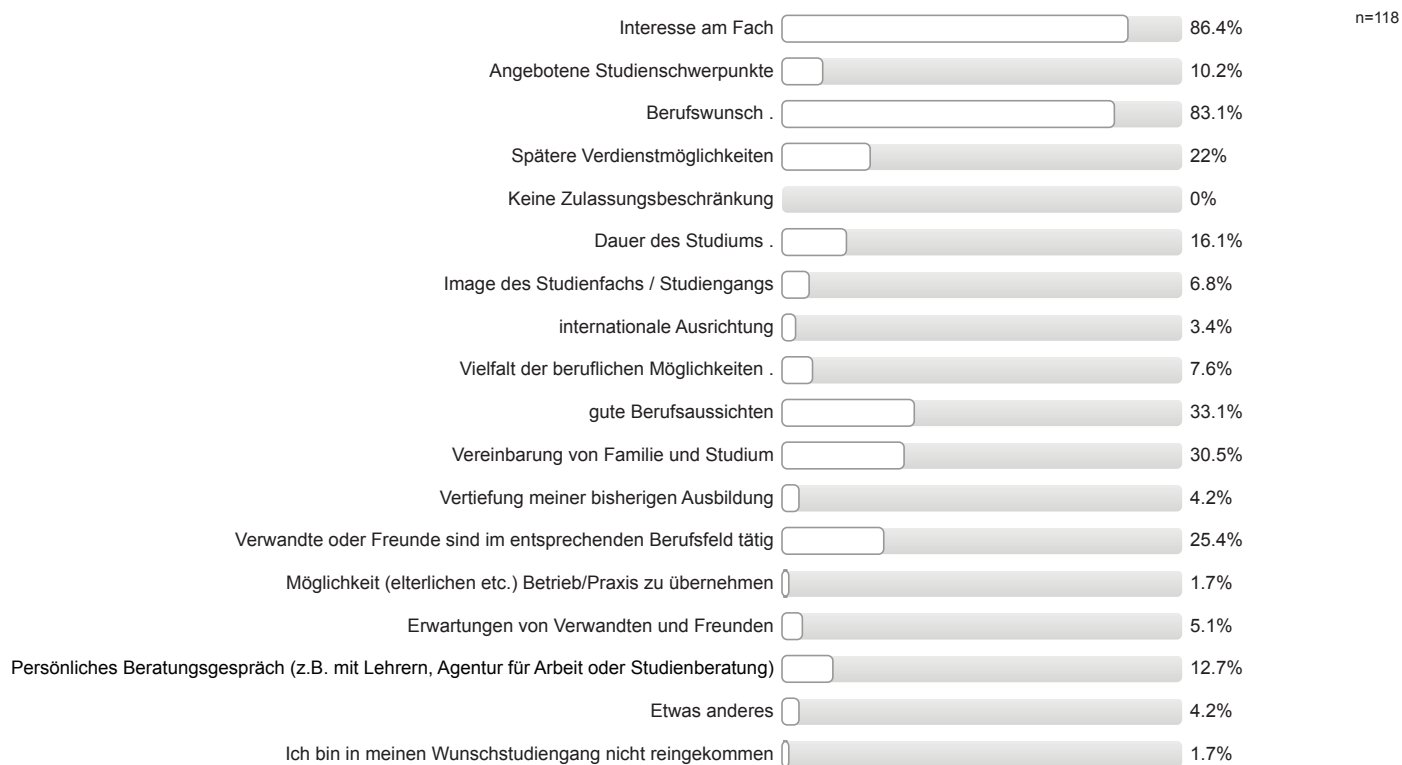 n=118
Interesse am Fach 86.4%
Angebotene Studienschwerpunkte 10.2%
Berufswunsch . 83.1%
Spätere Verdienstmöglichkeiten 22%
Keine Zulassungsbeschränkung 0%
Dauer des Studiums . 16.1%
Image des Studienfachs / Studiengangs 6.8%
internationale Ausrichtung 3.4%
Vielfalt der beruflichen Möglichkeiten . 7.6%
gute Berufsaussichten 33.1%
Vereinbarung von Familie und Studium 30.5%
Vertiefung meiner bisherigen Ausbildung 4.2%
Verwandte oder Freunde sind im entsprechenden Berufsfeld tätig 25.4%
Möglichkeit (elterlichen etc.) Betrieb/Praxis zu übernehmen 1.7%
Erwartungen von Verwandten und Freunden 5.1%
Persönliches Beratungsgespräch (z.B. mit Lehrern, Agentur für Arbeit oder Studienberatung) 12.7%
Etwas anderes 4.2%
Ich bin in meinen Wunschstudiengang nicht reingekommen 1.7%